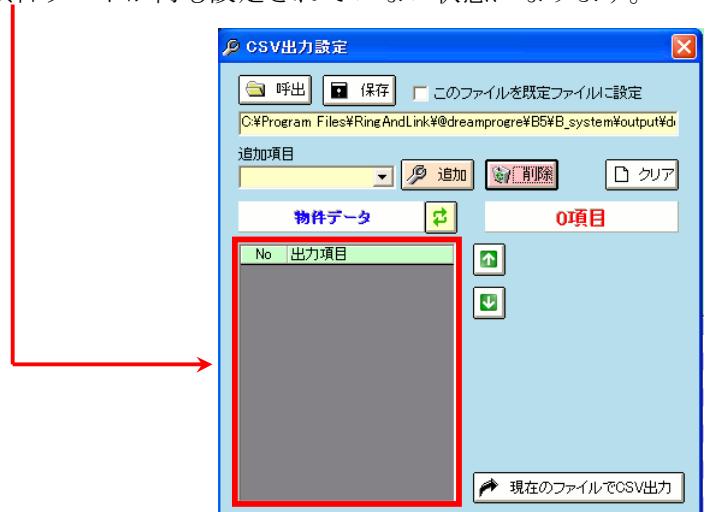 CSV出力設定
呼出 保存 このファイルを既定ファイルに設定
C:¥Program Files¥RingAndLink¥@dreamprogre¥B5¥B_system¥output¥d
追加項目
追加 削除 クリア
物件データ 0項目
No 出力項目
現在のファイルでCSV出力